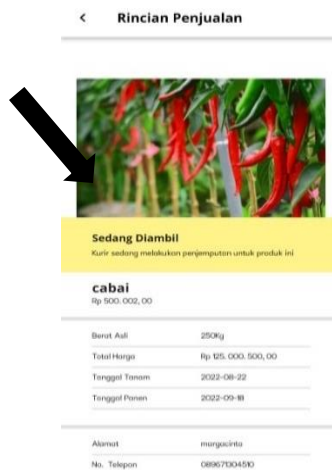 Rincian Penjualan
Sedang Diambil
Kurir sedang melakukan penjemputan untuk produk ini
cabai
Rp 500. 002, 00
Berat Asli 250Kg
Total Harga Rp 125. 000. 500, 00
Tanggal Tanam 2022-08-22
Tanggal Panen 2022-09-18
Alamat margacinta
No. Telepon 089671304510